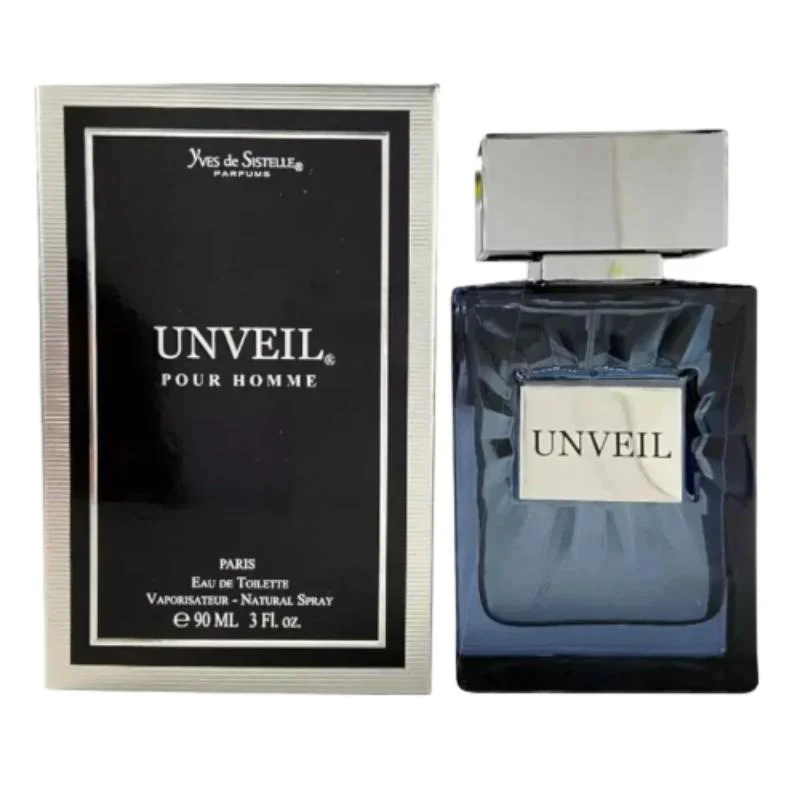 Yves de Sistelle®
PARFUMS
UNVEIL®
POUR HOMME
PARIS
Eau de Toilette
Vaporisateur - Natural Spray
℮ 90 ML 3 Fl. oz.
UNVEIL